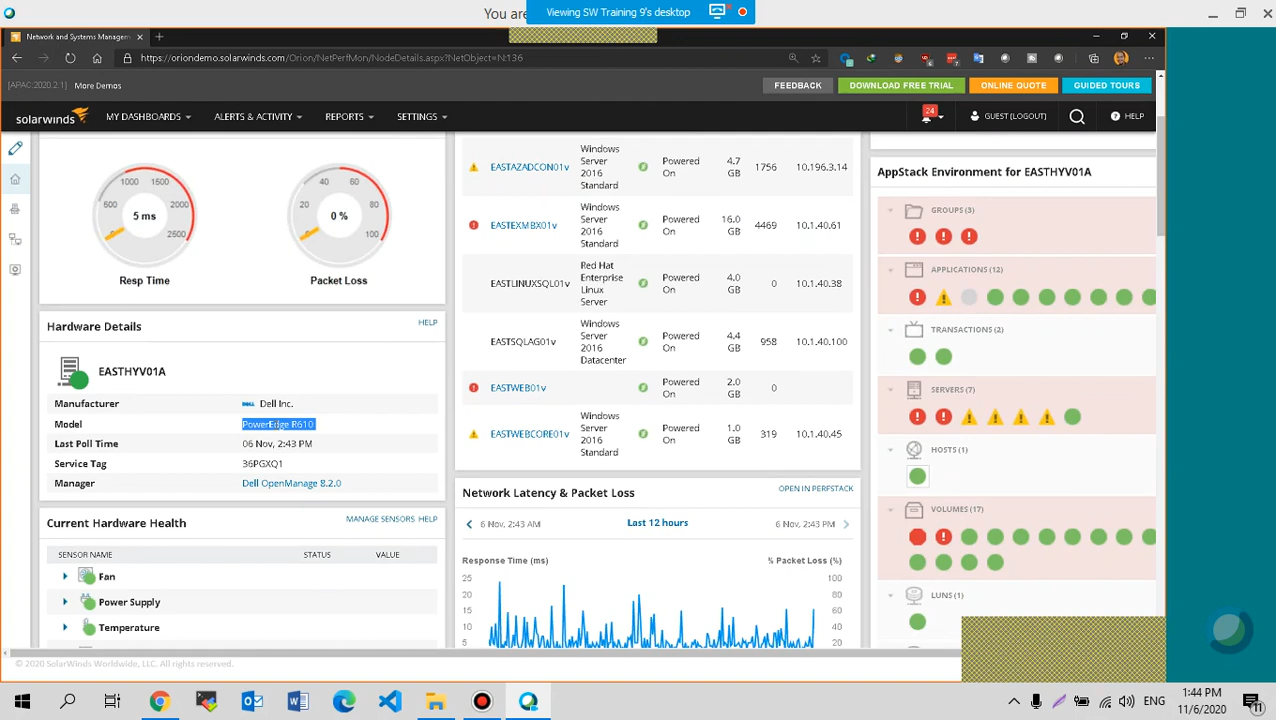 You are
Viewing SW Training 9's desktop
Network and Systems Manager
https://oriondemo.solarwinds.com/Orion/NetPerfMon/NodeDetails.aspx?NetObject=N:136
[APAC:2020.2.1] More Demos
FEEDBACK
DOWNLOAD FREE TRIAL
ONLINE QUOTE
GUIDED TOURS
solarwinds
MY DASHBOARDS
ALERTS & ACTIVITY
REPORTS
SETTINGS
24
GUEST (LOGOUT)
HELP
500 1000 1500 2000 2500
5 ms
Resp Time
20 40 60 80 100
0 %
Packet Loss
Hardware Details
HELP
EASTHYV01A
Manufacturer Dell Inc.
Model PowerEdge R610
Last Poll Time 06 Nov, 2:43 PM
Service Tag 36PGXQ1
Manager Dell OpenManage 8.2.0
Current Hardware Health
MANAGE SENSORS HELP
SENSOR NAME STATUS VALUE
Fan
Power Supply
Temperature
EASTAZADCON01v Windows Server 2016 Standard Powered On 4.7 GB 1756 10.196.3.14
EASTEXMBX01v Windows Server 2016 Standard Powered On 16.0 GB 4469 10.1.40.61
EASTLINUXSQL01v Red Hat Enterprise Linux Server Powered On 4.0 GB 0 10.1.40.38
EASTSQLAG01v Windows Server 2016 Datacenter Powered On 4.4 GB 958 10.1.40.100
EASTWEB01v Powered On 2.0 GB 0
EASTWEBCORE01v Windows Server 2016 Standard Powered On 1.0 GB 319 10.1.40.45
Network Latency & Packet Loss
OPEN IN PERFSTACK
6 Nov, 2:43 AM
Last 12 hours
6 Nov, 2:43 PM
Response Time (ms)
% Packet Loss (%)
25 100
20 80
15 60
10 40
5 20
AppStack Environment for EASTHYV01A
GROUPS (3)
APPLICATIONS (12)
TRANSACTIONS (2)
SERVERS (7)
HOSTS (1)
VOLUMES (17)
LUNS (1)
© 2020 SolarWinds Worldwide, LLC. All rights reserved.
ENG
1:44 PM
11/6/2020